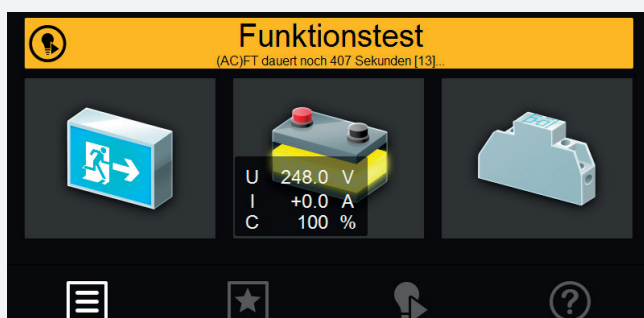 Funktionstest
(AC)FT dauert noch 407 Sekunden [13]...
U 248.0 V
I +0.0 A
C 100 %